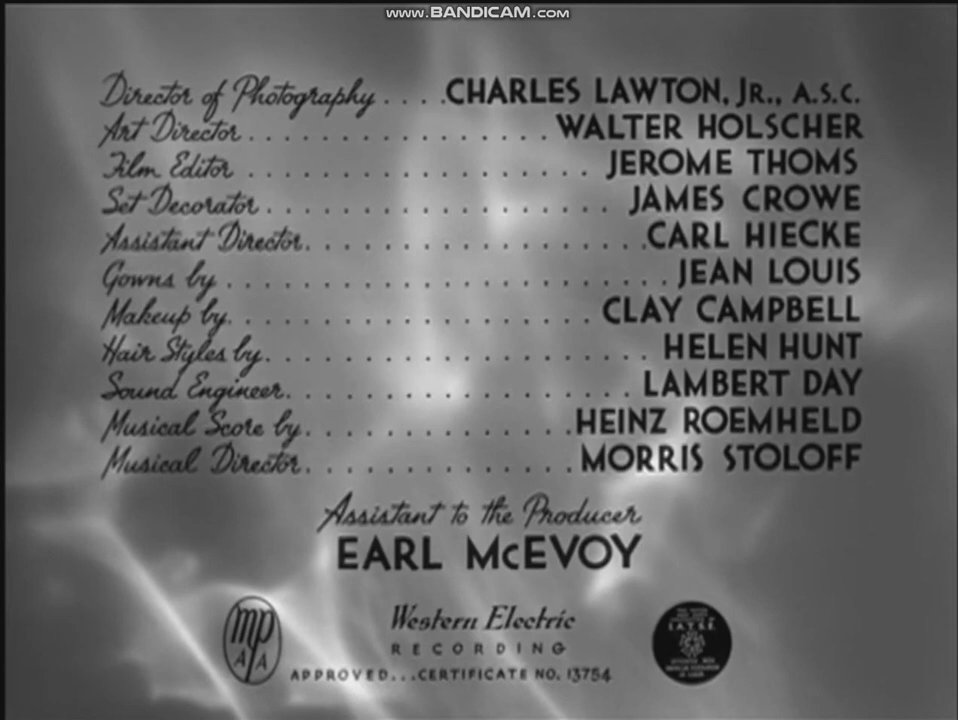 www.BANDICAM.com
Director of Photography . . . . CHARLES LAWTON, JR., A.S.C.
Art Director . . . . . . . . . . . . . . . . . WALTER HOLSCHER
Film Editor . . . . . . . . . . . . . . . . . . . JEROME THOMS
Set Decorator . . . . . . . . . . . . . . . . . . . JAMES CROWE
Assistant Director . . . . . . . . . . . . . . . . . . . CARL HIECKE
Gowns by . . . . . . . . . . . . . . . . . . . . . . . . . JEAN LOUIS
Makeup by . . . . . . . . . . . . . . . . . . . . CLAY CAMPBELL
Hair Styles by . . . . . . . . . . . . . . . . . . . . . HELEN HUNT
Sound Engineer . . . . . . . . . . . . . . . . . . . LAMBERT DAY
Musical Score by . . . . . . . . . . . . . . . HEINZ ROEMHELD
Musical Director . . . . . . . . . . . . . . . MORRIS STOLOFF
Assistant to the Producer
EARL McEVOY
MPAA
Western Electric
RECORDING
APPROVED...CERTIFICATE NO. 13754
IATSE